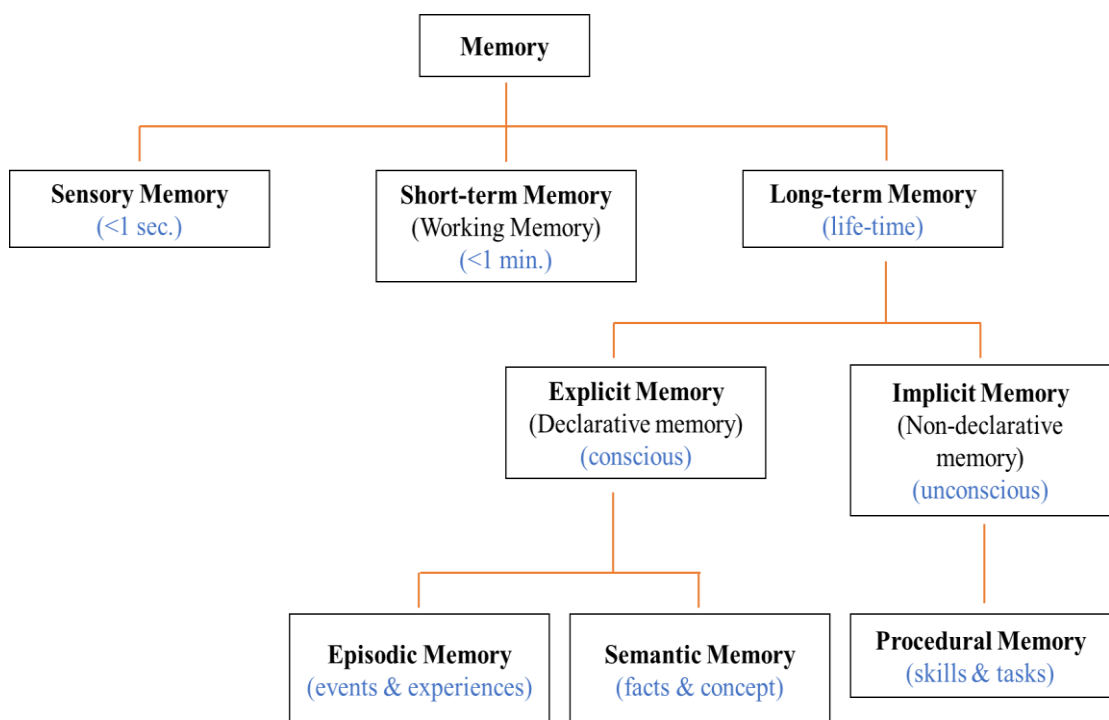 Memory
Sensory Memory
(<1 sec.)
Short-term Memory
(Working Memory)
(<1 min.)
Long-term Memory
(life-time)
Explicit Memory
(Declarative memory)
(conscious)
Implicit Memory
(Non-declarative
memory)
(unconscious)
Episodic Memory
(events & experiences)
Semantic Memory
(facts & concept)
Procedural Memory
(skills & tasks)